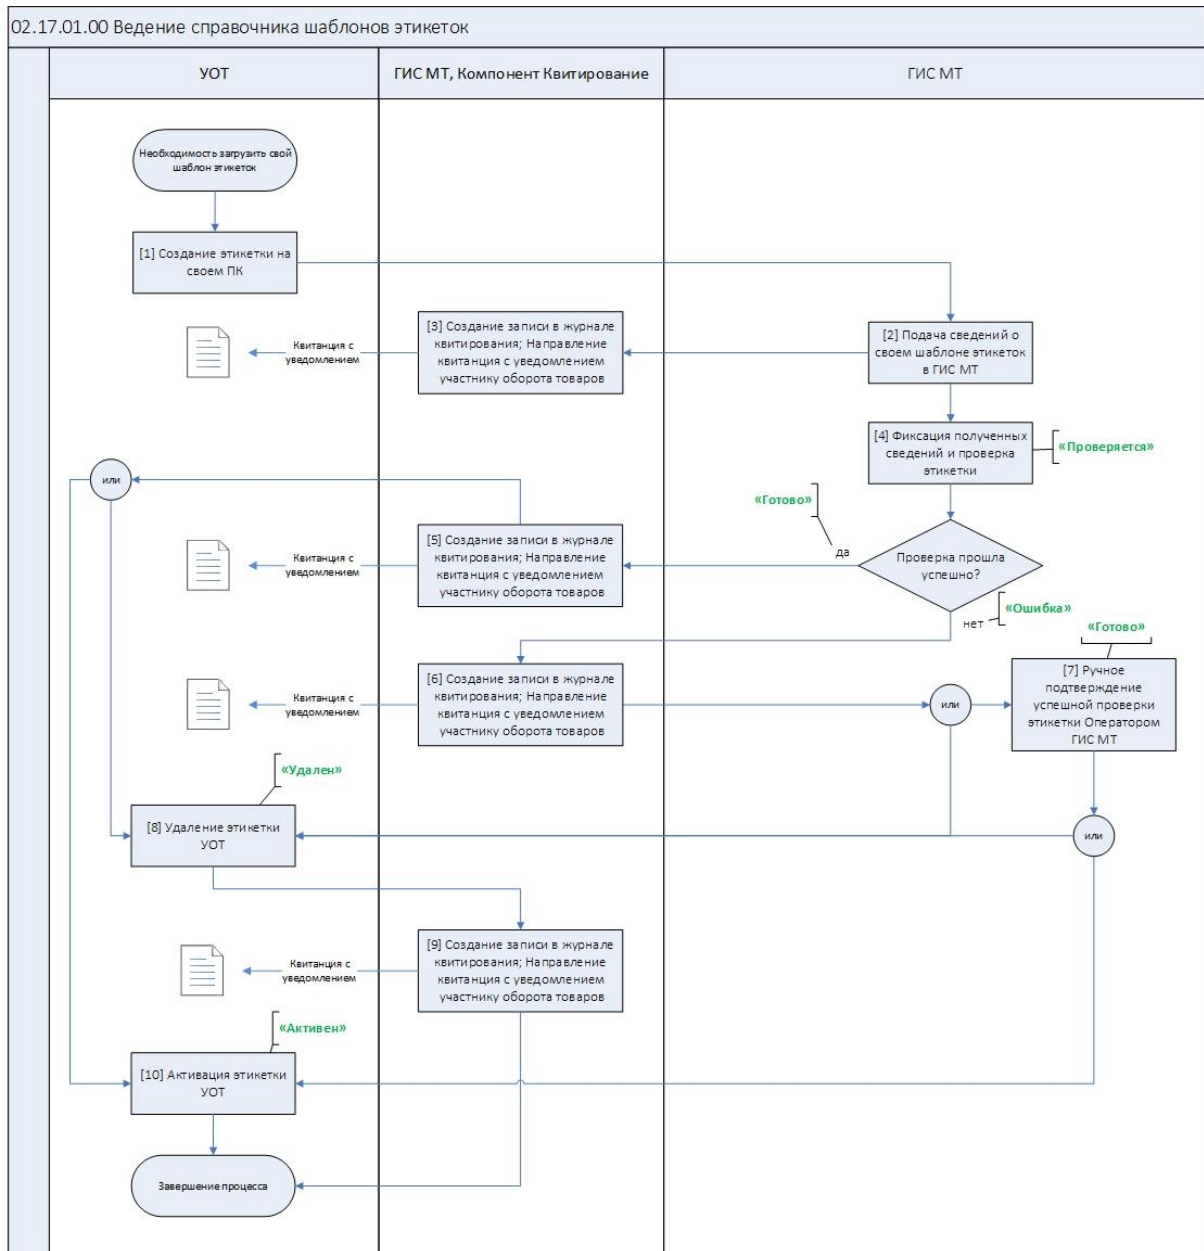 02.17.01.00 Ведение справочника шаблонов этикеток
УОТ
ГИС МТ, Компонент Квитирование
ГИС МТ
Необходимость загрузить свой
шаблон этикеток
[1] Создание этикетки на
своем ПК
[2] Подача сведений о
своем шаблоне этикеток
в ГИС МТ
[3] Создание записи в журнале
квитирования; Направление
квитанция с уведомлением
участнику оборота товаров
Квитанция с
уведомлением
[4] Фиксация полученных
сведений и проверка
этикетки
«Проверяется»
или
«Готово»
да
Проверка прошла
успешно?
[5] Создание записи в журнале
квитирования; Направление
квитанция с уведомлением
участнику оборота товаров
Квитанция с
уведомлением
нет
«Ошибка»
«Готово»
[6] Создание записи в журнале
квитирования; Направление
квитанция с уведомлением
участнику оборота товаров
Квитанция с
уведомлением
или
[7] Ручное
подтверждение
успешной проверки
этикетки Оператором
ГИС МТ
«Удален»
[8] Удаление этикетки
УОТ
или
[9] Создание записи в журнале
квитирования; Направление
квитанция с уведомлением
участнику оборота товаров
Квитанция с
уведомлением
«Активен»
[10] Активация этикетки
УОТ
Завершение процесса